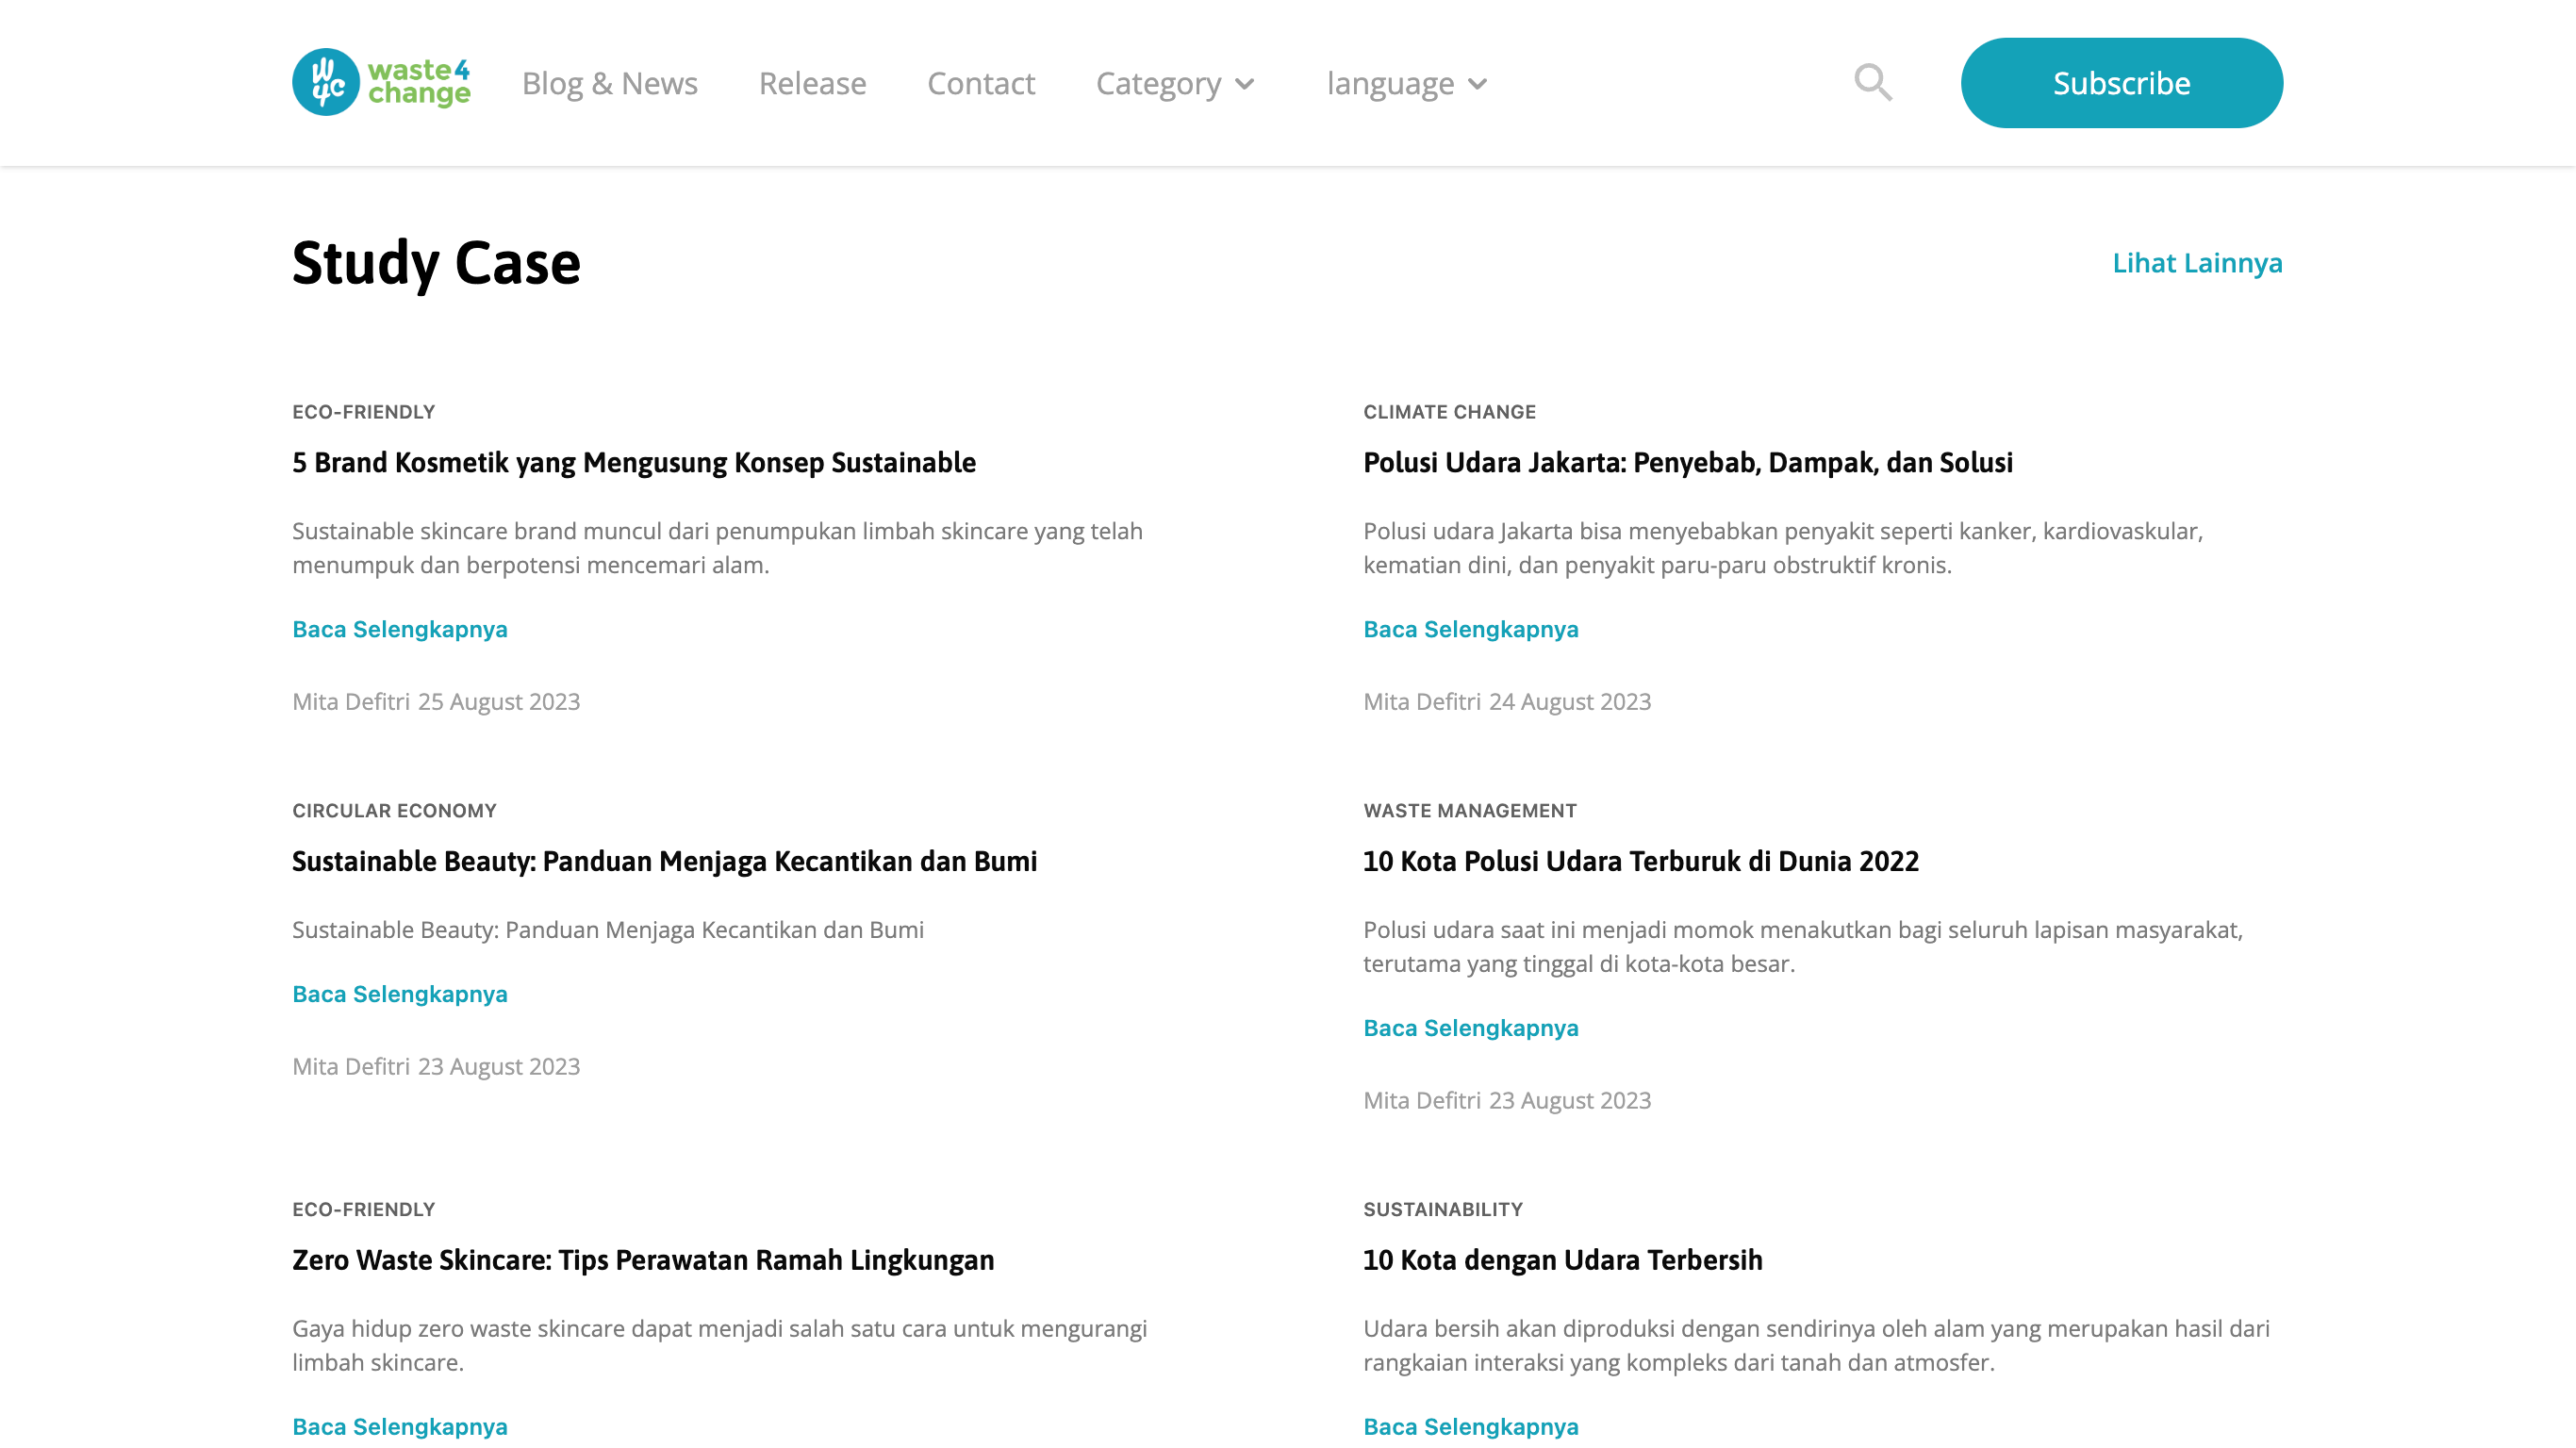 waste4
change
Blog & News
Release
Contact
Category
language
Subscribe
Study Case
Lihat Lainnya
ECO-FRIENDLY
5 Brand Kosmetik yang Mengusung Konsep Sustainable
Sustainable skincare brand muncul dari penumpukan limbah skincare yang telah
menumpuk dan berpotensi mencemari alam.
Baca Selengkapnya
Mita Defitri 25 August 2023
CLIMATE CHANGE
Polusi Udara Jakarta: Penyebab, Dampak, dan Solusi
Polusi udara Jakarta bisa menyebabkan penyakit seperti kanker, kardiovaskular,
kematian dini, dan penyakit paru-paru obstruktif kronis.
Baca Selengkapnya
Mita Defitri 24 August 2023
CIRCULAR ECONOMY
Sustainable Beauty: Panduan Menjaga Kecantikan dan Bumi
Sustainable Beauty: Panduan Menjaga Kecantikan dan Bumi
Baca Selengkapnya
Mita Defitri 23 August 2023
WASTE MANAGEMENT
10 Kota Polusi Udara Terburuk di Dunia 2022
Polusi udara saat ini menjadi momok menakutkan bagi seluruh lapisan masyarakat,
terutama yang tinggal di kota-kota besar.
Baca Selengkapnya
Mita Defitri 23 August 2023
ECO-FRIENDLY
Zero Waste Skincare: Tips Perawatan Ramah Lingkungan
Gaya hidup zero waste skincare dapat menjadi salah satu cara untuk mengurangi
limbah skincare.
Baca Selengkapnya
SUSTAINABILITY
10 Kota dengan Udara Terbersih
Udara bersih akan diproduksi dengan sendirinya oleh alam yang merupakan hasil dari
rangkaian interaksi yang kompleks dari tanah dan atmosfer.
Baca Selengkapnya